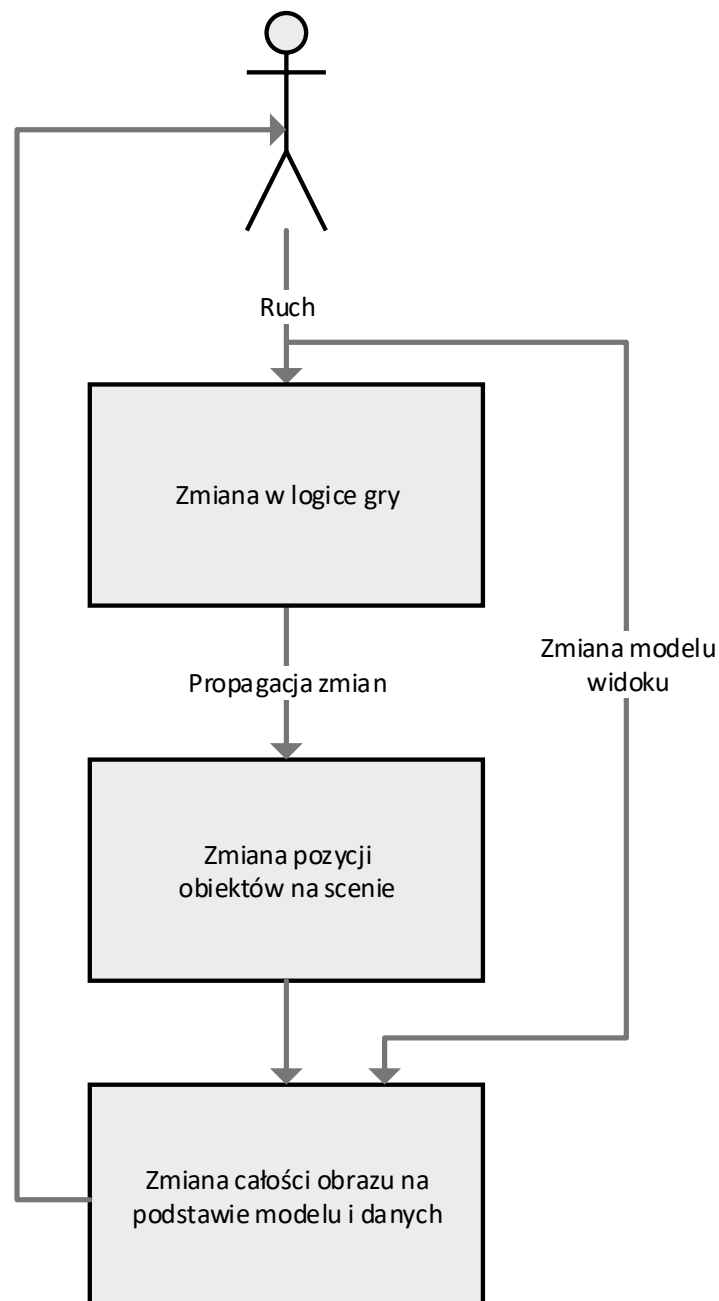 Ruch
Zmiana w logice gry
Zmiana modelu
widoku
Propagacja zmian
Zmiana pozycji
obiektów na scenie
Zmiana całości obrazu na
podstawie modelu i danych